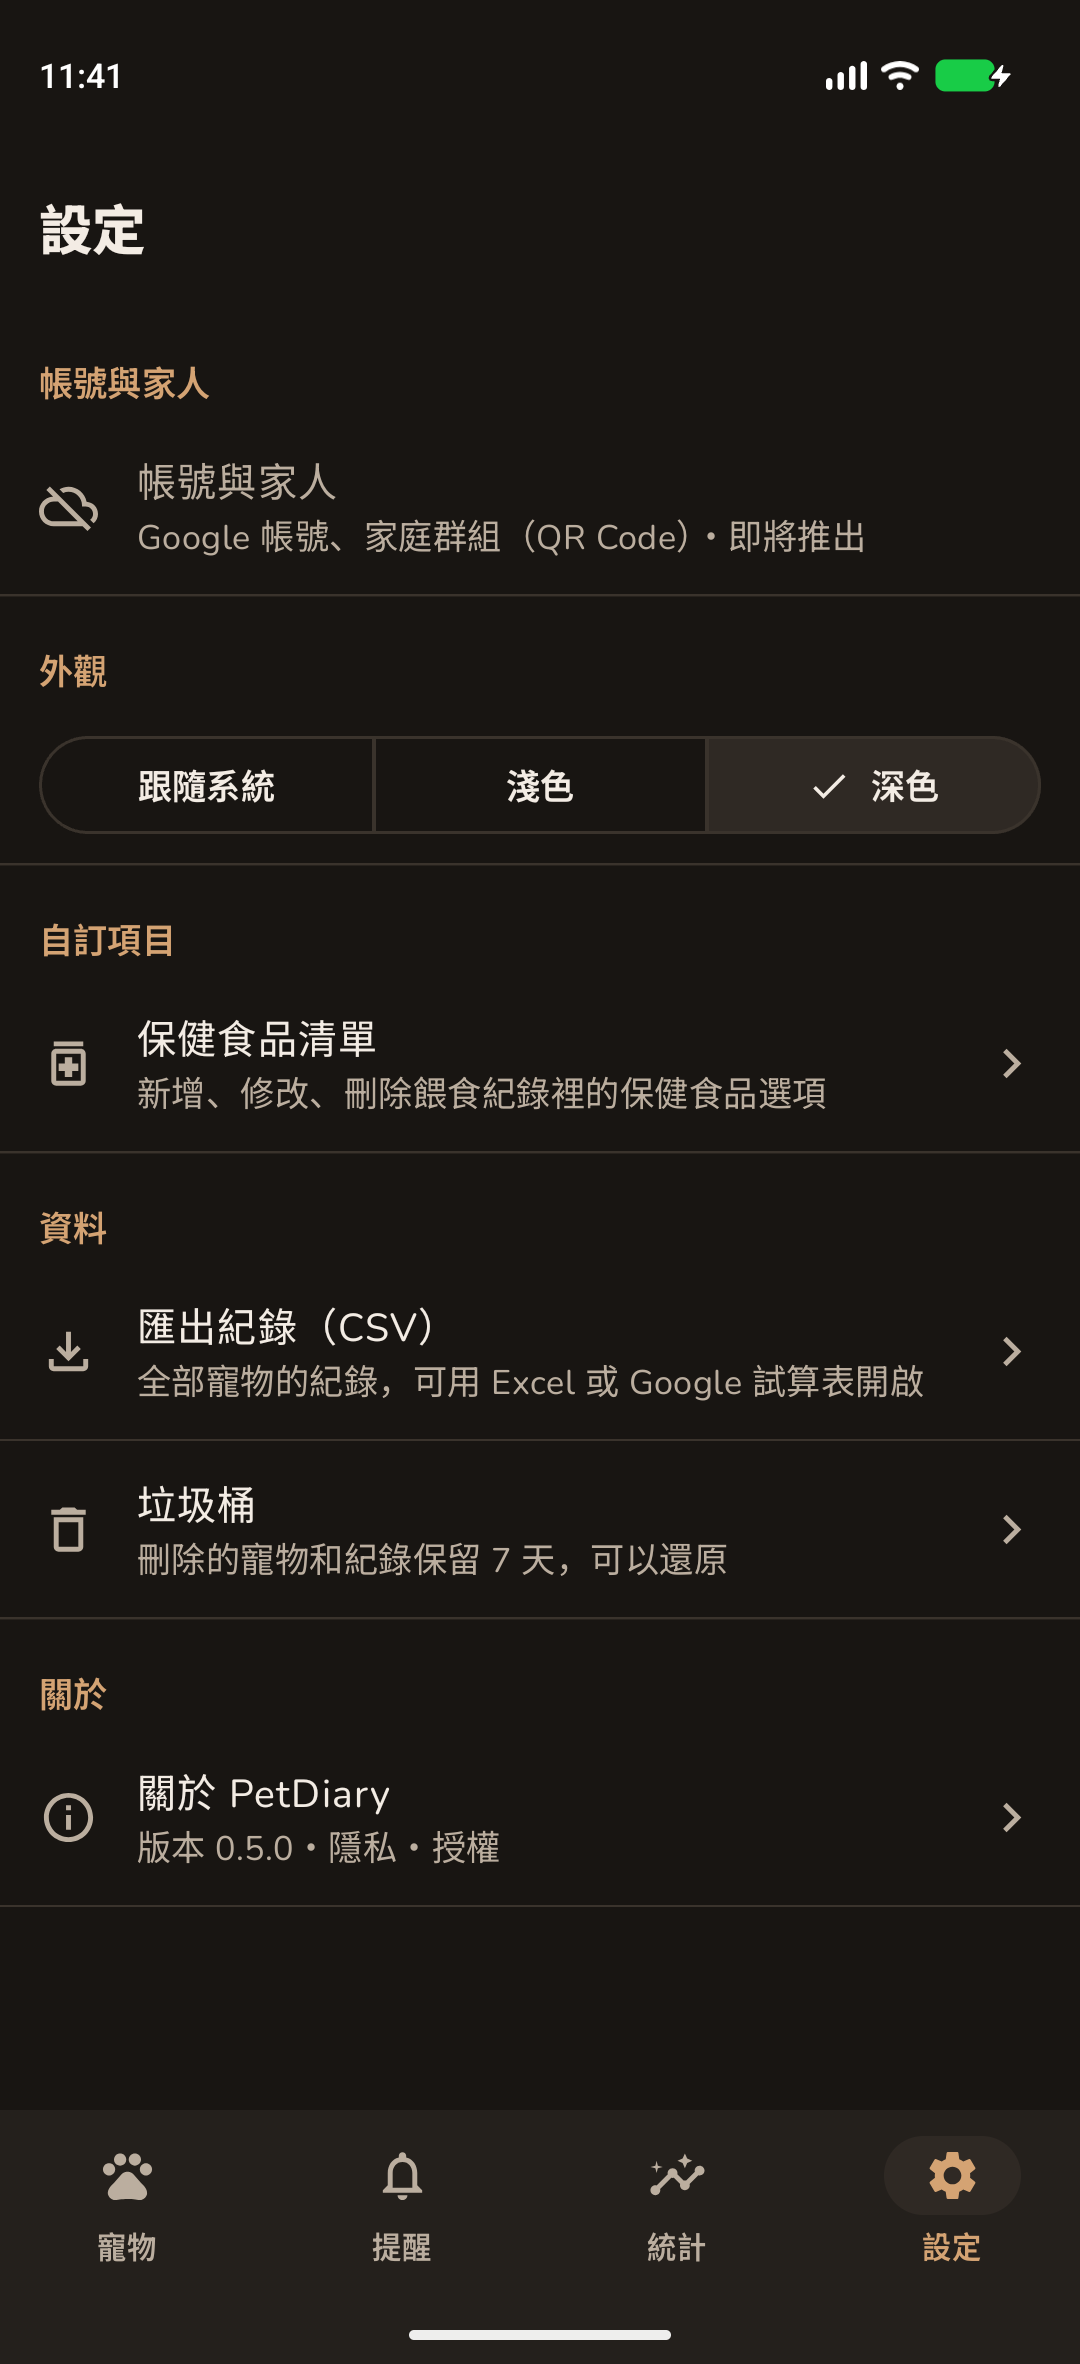 11:41
設定
帳號與家人
帳號與家人
Google 帳號、家庭群組（QR Code）・即將推出
外觀
跟隨系統
淺色
深色
自訂項目
保健食品清單
新增、修改、刪除餵食紀錄裡的保健食品選項
資料
匯出紀錄（CSV）
全部寵物的紀錄，可用 Excel 或 Google 試算表開啟
垃圾桶
刪除的寵物和紀錄保留 7 天，可以還原
關於
關於 PetDiary
版本 0.5.0・隱私・授權
寵物
提醒
統計
設定